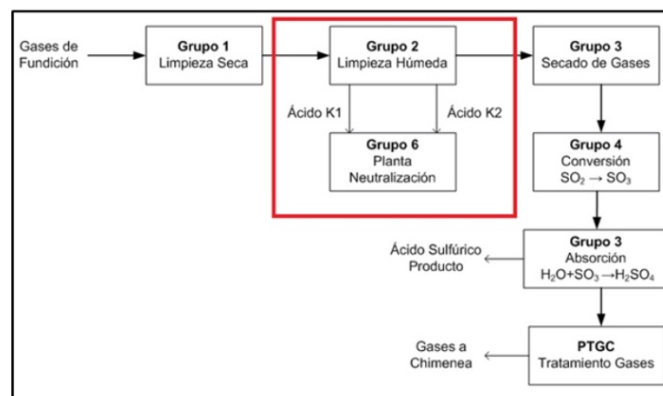 Gases de
Fundición
Grupo 1
Limpieza Seca
Grupo 2
Limpieza Húmeda
Grupo 3
Secado de Gases
Ácido K1
Ácido K2
Grupo 6
Planta
Neutralización
Grupo 4
Conversión
SO₂ → SO₃
Ácido Sulfúrico
Producto
Grupo 3
Absorción
H₂O+SO₃→H₂SO₄
Gases a
Chimenea
PTGC
Tratamiento Gases